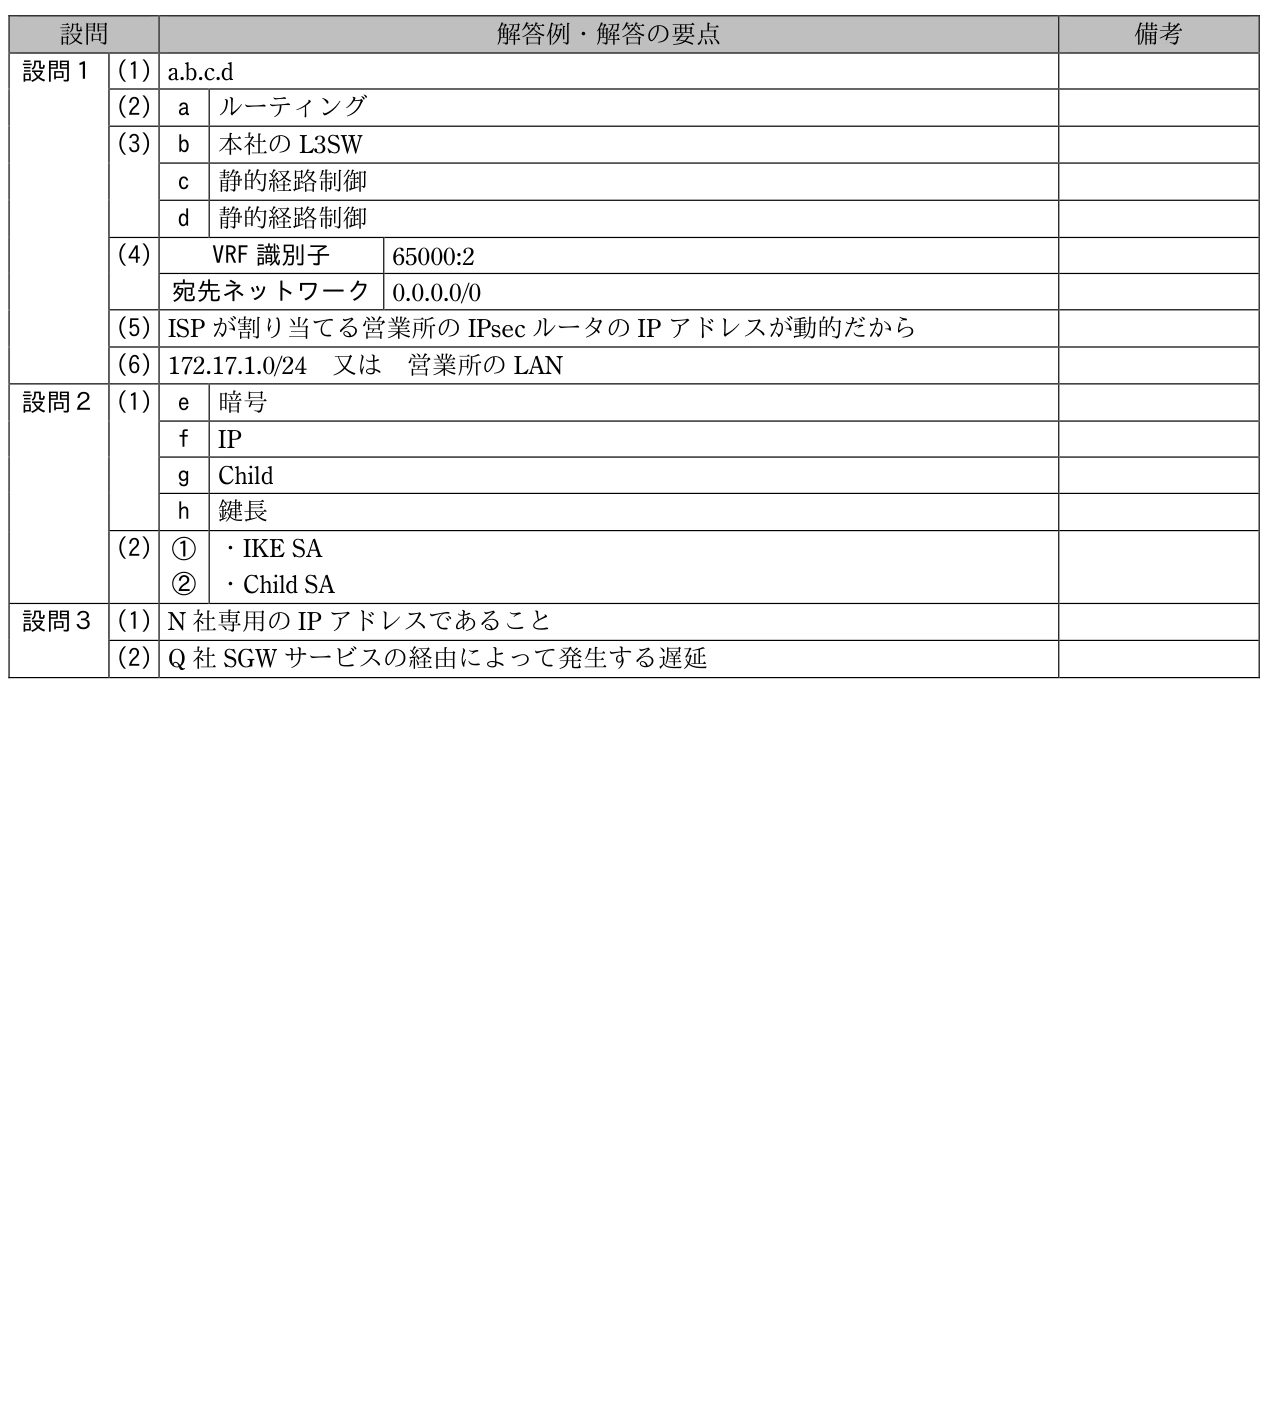 設問 解答例・解答の要点 備考
設問1 (1) a.b.c.d
(2) a ルーティング
(3) b 本社の L3SW
c 静的経路制御
d 静的経路制御
(4) VRF 識別子 65000:2
宛先ネットワーク 0.0.0.0/0
(5) ISP が割り当てる営業所の IPsec ルータの IP アドレスが動的だから
(6) 172.17.1.0/24 又は 営業所の LAN
設問2 (1) e 暗号
f IP
g Child
h 鍵長
(2) ① ・IKE SA
② ・Child SA
設問3 (1) N 社専用の IP アドレスであること
(2) Q 社 SGW サービスの経由によって発生する遅延